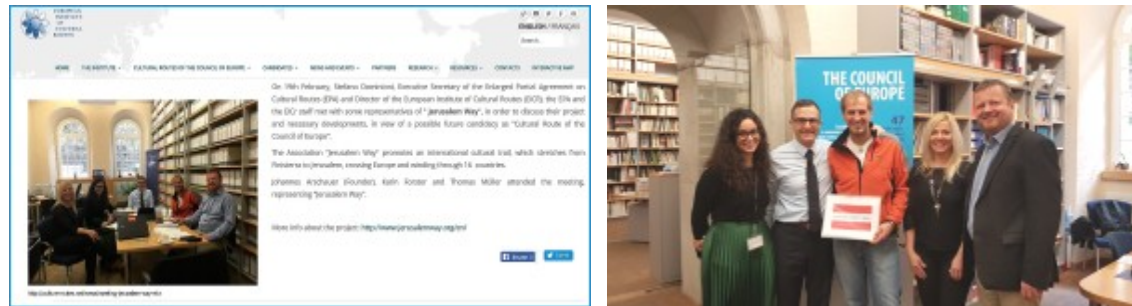 EUROPEAN
INSTITUTE
OF
CULTURAL
ROUTES
ENGLISH / FRANÇAIS
Search...
HOME THE INSTITUTE CULTURAL ROUTES OF THE COUNCIL OF EUROPE CANDIDATES NEWS AND EVENTS PARTNERS RESEARCH RESOURCES CONTACTS INTERACTIVE MAP
On 19th February, Stefano Dominioni, Executive Secretary of the Enlarged Partial Agreement on
Cultural Routes (EPA) and Director of the European Institute of Cultural Routes (EICR), the EPA and
the EICR staff met with some representatives of " Jerusalem Way", in order to discuss their project
and necessary developments, in view of a possible future candidacy as "Cultural Route of the
Council of Europe".
The Association "Jerusalem Way" promotes an international cultural trail, which stretches from
Finisterra to Jerusalem, crossing Europe and winding through 16 countries.
Johannes Aschauer (Founder), Karin Forster and Thomas Müller attended the meeting,
representing "Jerusalem Way".
More info about the project: http://www.jerusalemway.org/en/
THE COUNCIL
OF EUROPE
47